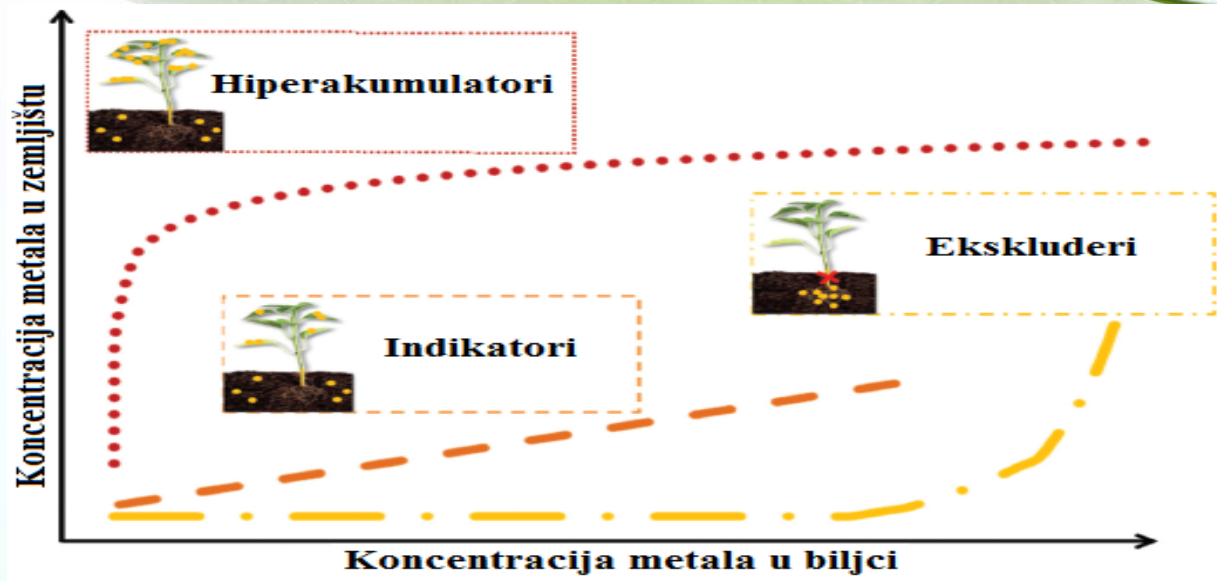 Koncentracija metala u zemljištu
Hiperakumulatori
Ekskluderi
Indikatori
Koncentracija metala u biljci